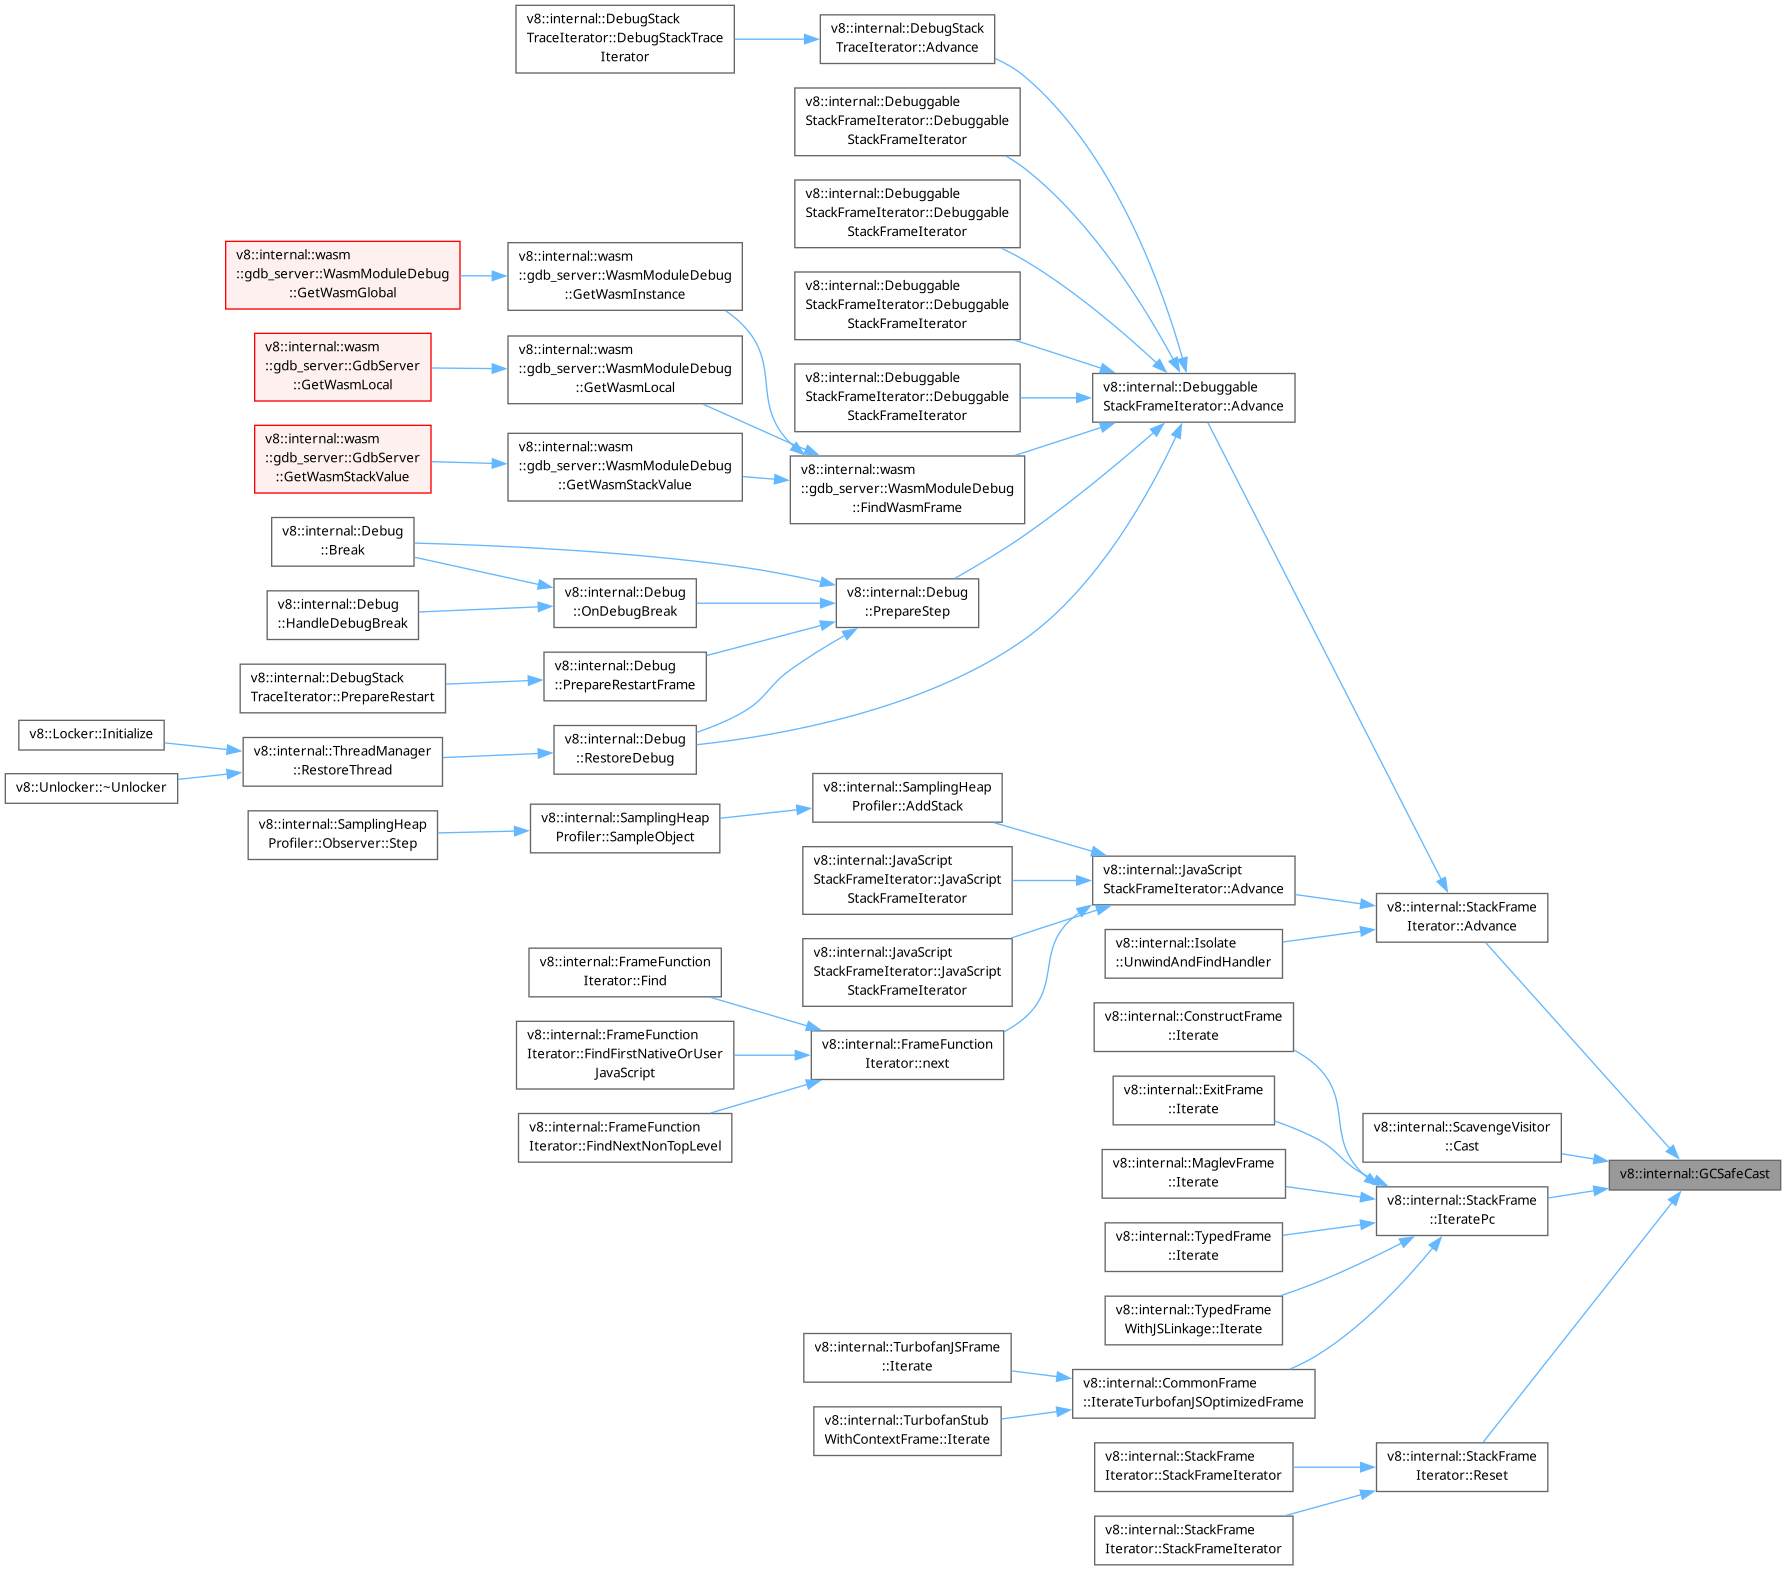 v8::internal::DebugStack
TraceIterator::DebugStackTrace
Iterator
v8::internal::DebugStack
TraceIterator::Advance
v8::internal::Debuggable
StackFrameIterator::Debuggable
StackFrameIterator
v8::internal::Debuggable
StackFrameIterator::Debuggable
StackFrameIterator
v8::internal::Debuggable
StackFrameIterator::Debuggable
StackFrameIterator
v8::internal::Debuggable
StackFrameIterator::Debuggable
StackFrameIterator
v8::internal::Debuggable
StackFrameIterator::Advance
v8::internal::wasm
::gdb_server::WasmModuleDebug
::GetWasmGlobal
v8::internal::wasm
::gdb_server::WasmModuleDebug
::GetWasmInstance
v8::internal::wasm
::gdb_server::GdbServer
::GetWasmLocal
v8::internal::wasm
::gdb_server::WasmModuleDebug
::GetWasmLocal
v8::internal::wasm
::gdb_server::GdbServer
::GetWasmStackValue
v8::internal::wasm
::gdb_server::WasmModuleDebug
::GetWasmStackValue
v8::internal::wasm
::gdb_server::WasmModuleDebug
::FindWasmFrame
v8::internal::Debug
::Break
v8::internal::Debug
::HandleDebugBreak
v8::internal::Debug
::OnDebugBreak
v8::internal::Debug
::PrepareStep
v8::internal::DebugStack
TraceIterator::PrepareRestart
v8::internal::Debug
::PrepareRestartFrame
v8::Locker::Initialize
v8::Unlocker::~Unlocker
v8::internal::ThreadManager
::RestoreThread
v8::internal::Debug
::RestoreDebug
v8::internal::SamplingHeap
Profiler::Observer::Step
v8::internal::SamplingHeap
Profiler::SampleObject
v8::internal::SamplingHeap
Profiler::AddStack
v8::internal::JavaScript
StackFrameIterator::JavaScript
StackFrameIterator
v8::internal::JavaScript
StackFrameIterator::JavaScript
StackFrameIterator
v8::internal::JavaScript
StackFrameIterator::Advance
v8::internal::StackFrame
Iterator::Advance
v8::internal::Isolate
::UnwindAndFindHandler
v8::internal::FrameFunction
Iterator::Find
v8::internal::FrameFunction
Iterator::FindFirstNativeOrUser
JavaScript
v8::internal::FrameFunction
Iterator::FindNextNonTopLevel
v8::internal::FrameFunction
Iterator::next
v8::internal::ConstructFrame
::Iterate
v8::internal::ExitFrame
::Iterate
v8::internal::MaglevFrame
::Iterate
v8::internal::TypedFrame
::Iterate
v8::internal::TypedFrame
WithJSLinkage::Iterate
v8::internal::ScavengeVisitor
::Cast
v8::internal::GCSafeCast
v8::internal::StackFrame
::IteratePc
v8::internal::TurbofanJSFrame
::Iterate
v8::internal::TurbofanStub
WithContextFrame::Iterate
v8::internal::CommonFrame
::IterateTurbofanJSOptimizedFrame
v8::internal::StackFrame
Iterator::StackFrameIterator
v8::internal::StackFrame
Iterator::StackFrameIterator
v8::internal::StackFrame
Iterator::Reset